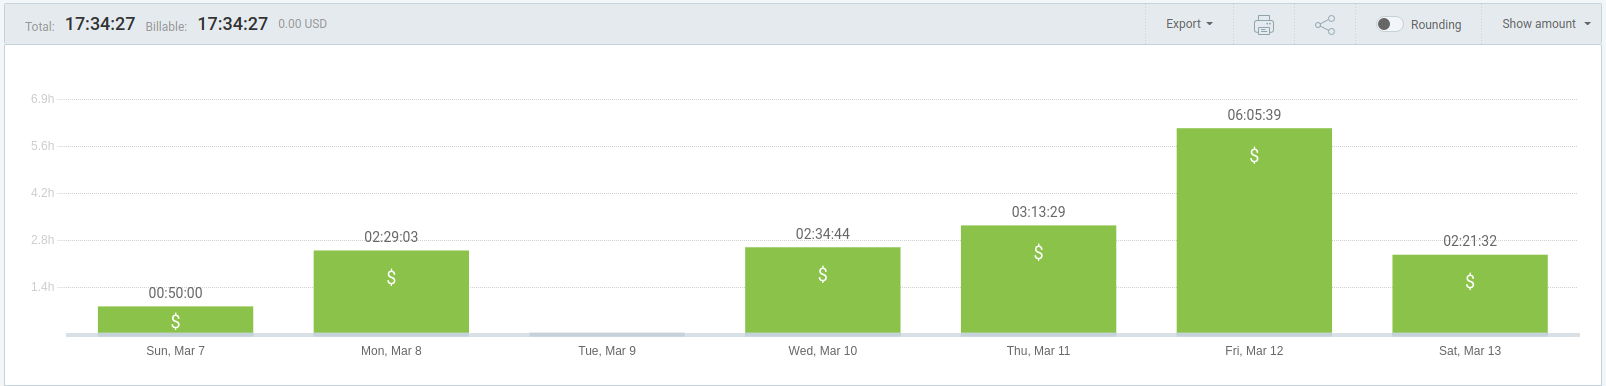 Total: 17:34:27 Billable: 17:34:27 0.00 USD Export Rounding Show amount
6.9h
06:05:39
5.6h
$
4.2h
03:13:29
02:34:44
02:29:03
2.8h
02:21:32
$
$
$
$
1.4h
00:50:00
$
Sun, Mar 7 Mon, Mar 8 Tue, Mar 9 Wed, Mar 10 Thu, Mar 11 Fri, Mar 12 Sat, Mar 13